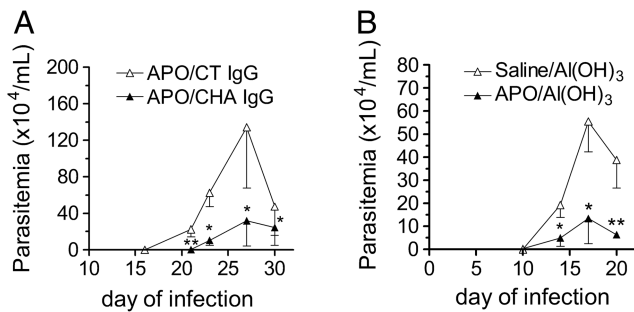 A
Parasitemia (x10⁴/mL)
200
160
120
80
40
0
10 15 20 25 30
day of infection
APO/CT IgG
APO/CHA IgG
**
*
*
*
B
Parasitemia (x10⁴/mL)
80
70
60
50
40
30
20
10
0
0 5 10 15 20
day of infection
Saline/Al(OH)₃
APO/Al(OH)₃
*
*
**